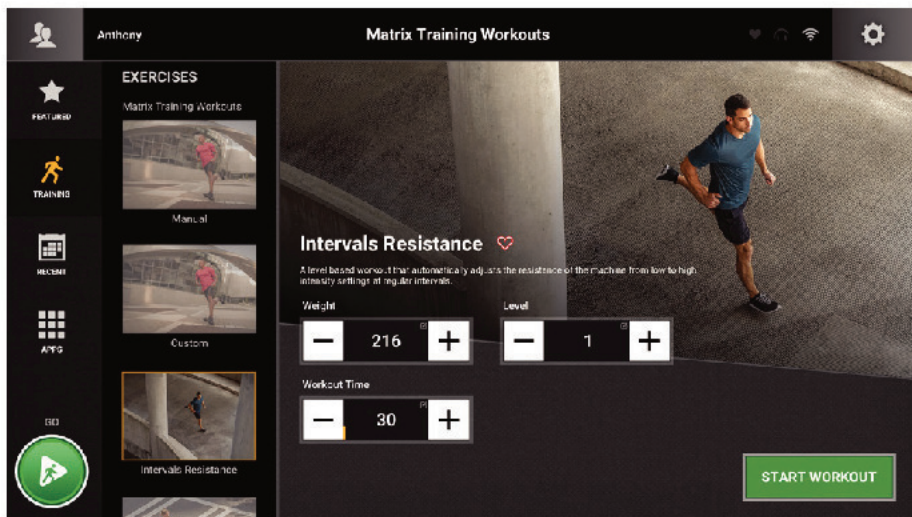 Anthony
Matrix Training Workouts
FEATURED
TRAINING
RECENT
APPS
GO
EXERCISES
Matrix Training Workouts
Manual
Custom
Intervals Resistance
Intervals Resistance
A level based workout that automatically adjusts the resistance of the machine from low to high
intensity settings at regular intervals.
Weight
Level
− 216 +
− 1 +
Workout Time
− 30 +
START WORKOUT